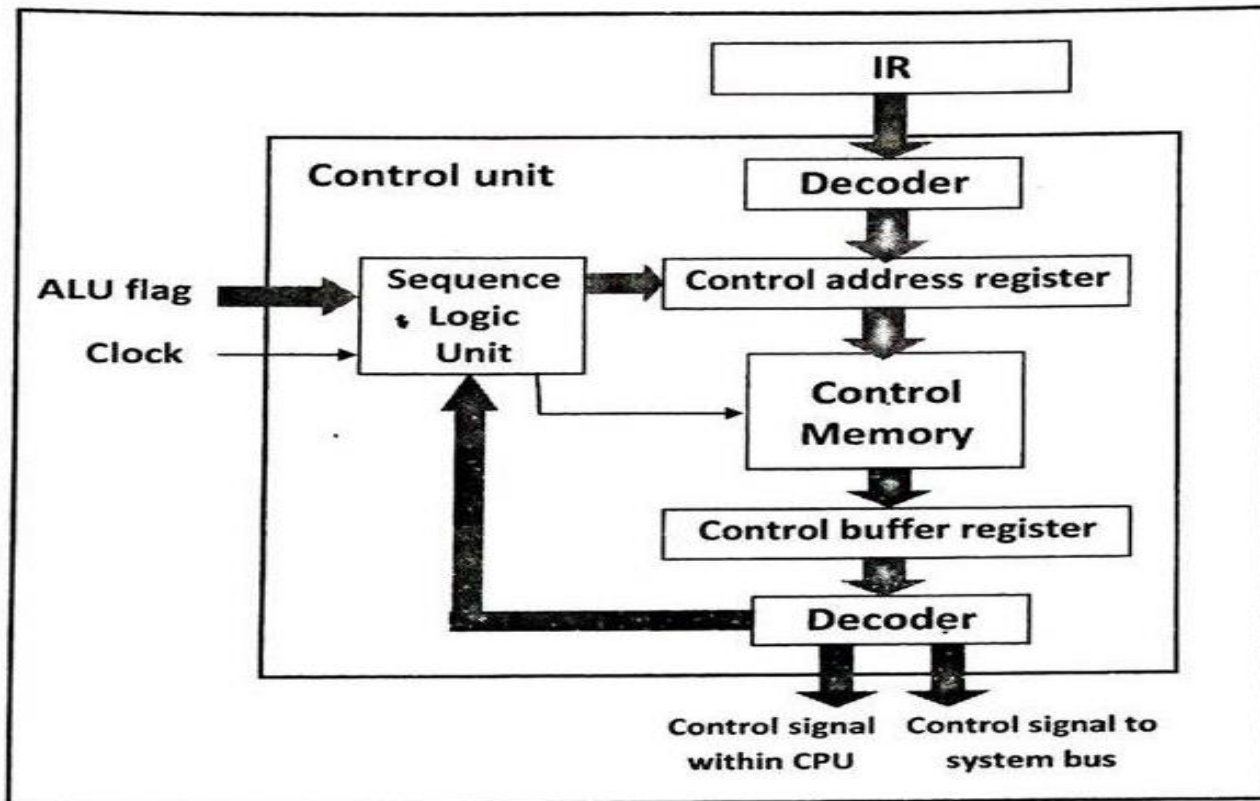 IR
Control unit
Decoder
ALU flag
Clock
Sequence
Logic
Unit
Control address register
Control
Memory
Control buffer register
Decoder
Control signal
within CPU
Control signal to
system bus